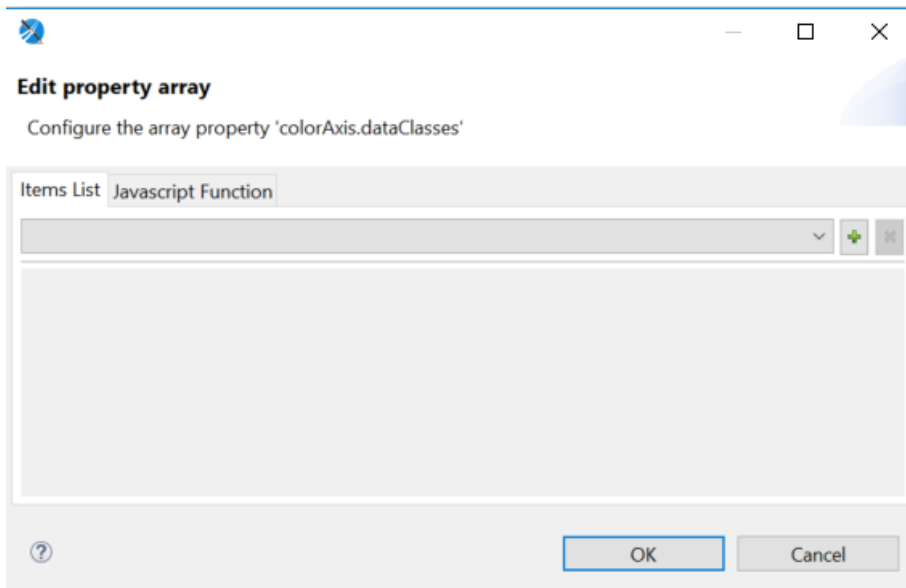 Edit property array
Configure the array property 'colorAxis.dataClasses'
Items List Javascript Function
OK Cancel